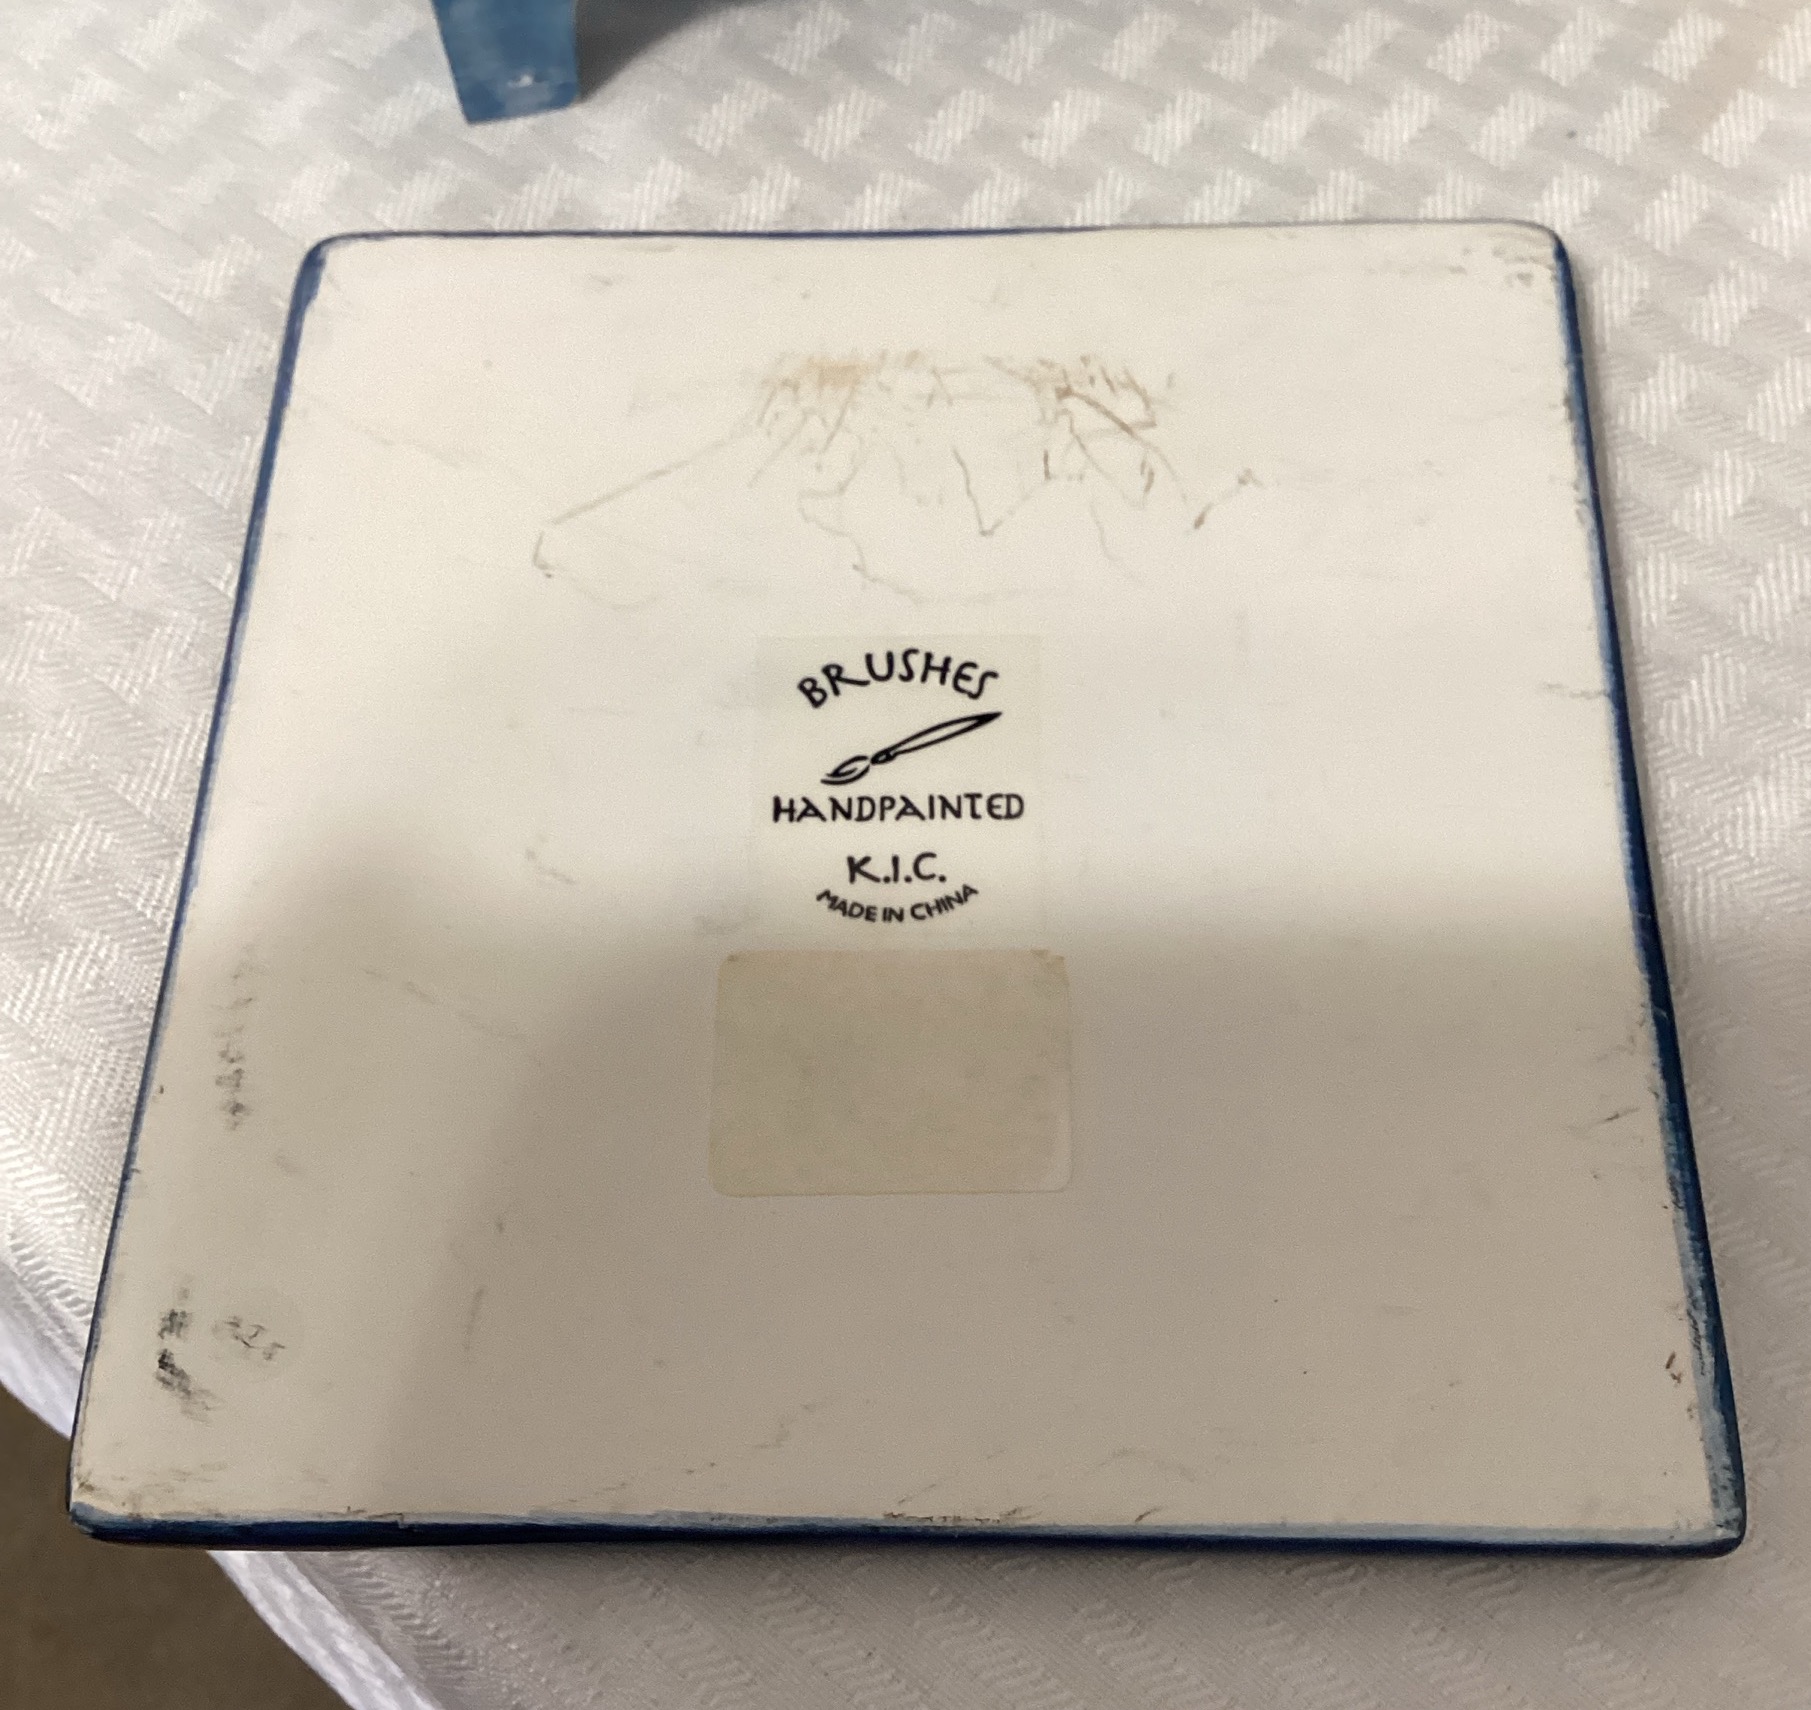 BRUSHES
HANDPAINTED
K.I.C.
MADE IN CHINA